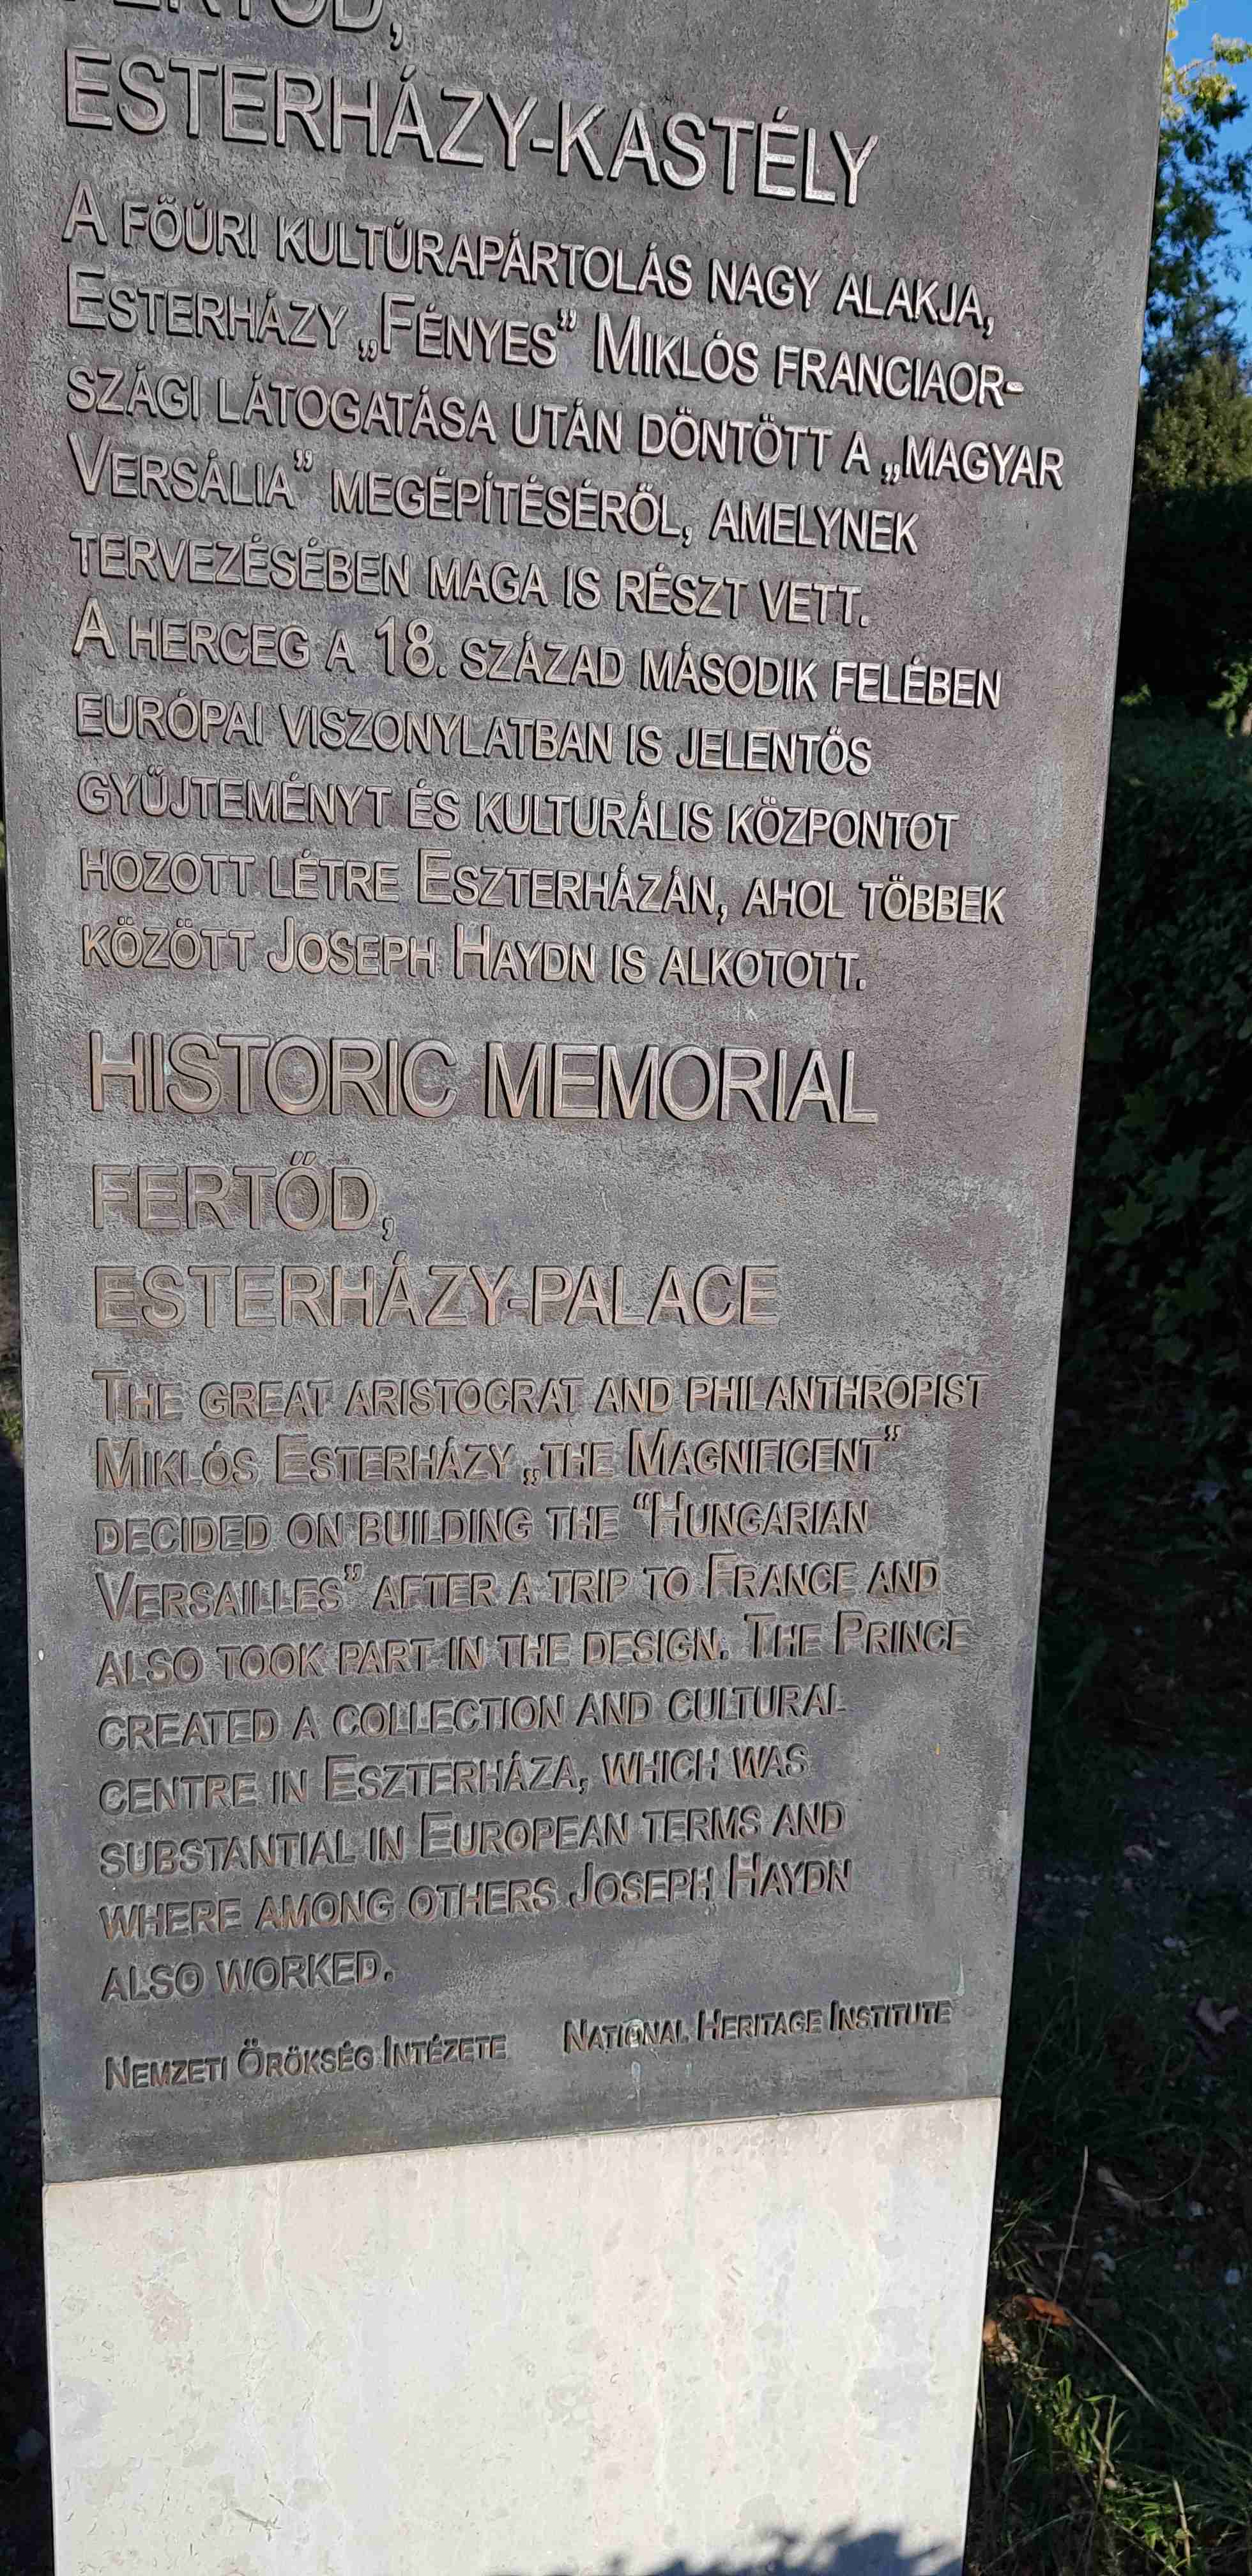 FERTŐD,
ESTERHÁZY-KASTÉLY
A FŐÚRI KULTÚRAPÁRTOLÁS NAGY ALAKJA,
ESTERHÁZY „FÉNYES” MIKLÓS FRANCIAOR-
SZÁGI LÁTOGATÁSA UTÁN DÖNTÖTT A „MAGYAR
VERSÁLIA” MEGÉPÍTÉSÉRŐL, AMELYNEK
TERVEZÉSÉBEN MAGA IS RÉSZT VETT.
A HERCEG A 18. SZÁZAD MÁSODIK FELÉBEN
EURÓPAI VISZONYLATBAN IS JELENTŐS
GYŰJTEMÉNYT ÉS KULTURÁLIS KÖZPONTOT
HOZOTT LÉTRE ESZTERHÁZÁN, AHOL TÖBBEK
KÖZÖTT JOSEPH HAYDN IS ALKOTOTT.
HISTORIC MEMORIAL
FERTŐD,
ESTERHÁZY-PALACE
THE GREAT ARISTOCRAT AND PHILANTHROPIST
MIKLÓS ESTERHÁZY „THE MAGNIFICENT“
DECIDED ON BUILDING THE “HUNGARIAN
VERSAILLES” AFTER A TRIP TO FRANCE AND
ALSO TOOK PART IN THE DESIGN. THE PRINCE
CREATED A COLLECTION AND CULTURAL
CENTRE IN ESZTERHÁZA, WHICH WAS
SUBSTANTIAL IN EUROPEAN TERMS AND
WHERE AMONG OTHERS JOSEPH HAYDN
ALSO WORKED.
NEMZETI ÖRÖKSÉG INTÉZETE NATIONAL HERITAGE INSTITUTE